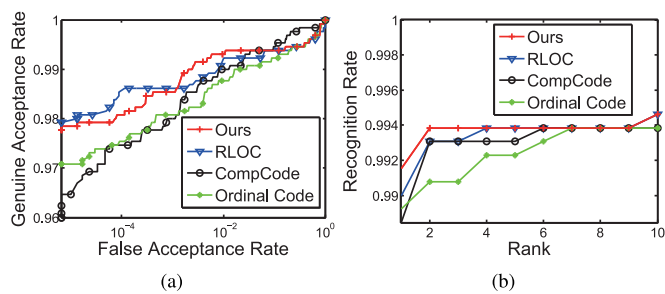 Genuine Acceptance Rate
1
0.99
0.98
0.97
0.96
10⁻⁴
10⁻²
10⁰
False Acceptance Rate
Ours
RLOC
CompCode
Ordinal Code
(a)
Recognition Rate
1
0.998
0.996
0.994
0.992
0.99
2
4
6
8
10
Rank
Ours
RLOC
CompCode
Ordinal Code
(b)